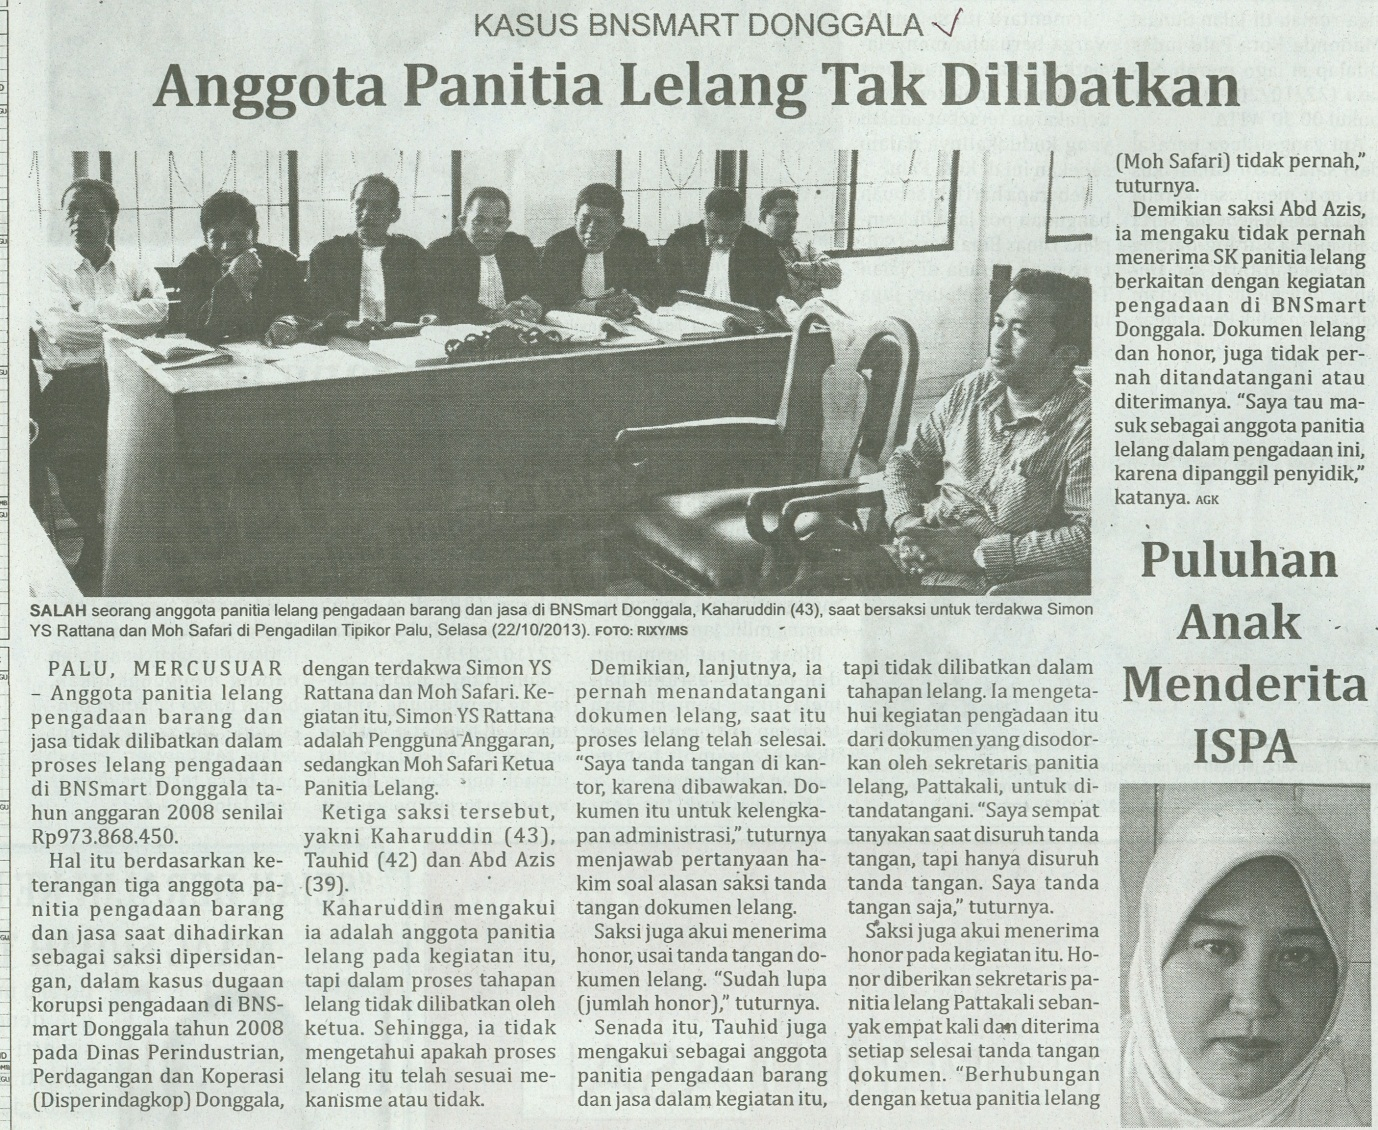 KASUS BNSMART DONGGALA
Anggota Panitia Lelang Tak Dilibatkan
SALAH seorang anggota panitia lelang pengadaan barang dan jasa di BNSmart Donggala, Kaharuddin (43), saat bersaksi untuk terdakwa Simon
YS Rattana dan Moh Safari di Pengadilan Tipikor Palu, Selasa (22/10/2013). FOTO: RIXY/MS
PALU, MERCUSUAR
– Anggota panitia lelang
pengadaan barang dan
jasa tidak dilibatkan dalam
proses lelang pengadaan
di BNSmart Donggala ta-
hun anggaran 2008 senilai
Rp973.868.450.
Hal itu berdasarkan ke-
terangan tiga anggota pa-
nitia pengadaan barang
dan jasa saat dihadirkan
sebagai saksi dipersidan-
gan, dalam kasus dugaan
korupsi pengadaan di BNS-
mart Donggala tahun 2008
pada Dinas Perindustrian,
Perdagangan dan Koperasi
(Disperindagkop) Donggala,
dengan terdakwa Simon YS
Rattana dan Moh Safari. Ke-
giatan itu, Simon YS Rattana
adalah Pengguna Anggaran,
sedangkan Moh Safari Ketua
Panitia Lelang.
Ketiga saksi tersebut,
yakni Kaharuddin (43),
Tauhid (42) dan Abd Azis
(39).
Kaharuddin mengakui
ia adalah anggota panitia
lelang pada kegiatan itu,
tapi dalam proses tahapan
lelang tidak dilibatkan oleh
ketua. Sehingga, ia tidak
mengetahui apakah proses
lelang itu telah sesuai me-
kanisme atau tidak.
Demikian, lanjutnya, ia
pernah menandatangani
dokumen lelang, saat itu
proses lelang telah selesai.
“Saya tanda tangan di kan-
tor, karena dibawakan. Do-
kumen itu untuk kelengka-
pan administrasi,” tuturnya
menjawab pertanyaan ha-
kim soal alasan saksi tanda
tangan dokumen lelang.
Saksi juga akui menerima
honor, usai tanda tangan do-
kumen lelang. “Sudah lupa
(jumlah honor),” tuturnya.
Senada itu, Tauhid juga
mengakui sebagai anggota
panitia pengadaan barang
dan jasa dalam kegiatan itu,
tapi tidak dilibatkan dalam
tahapan lelang. Ia mengeta-
hui kegiatan pengadaan itu
dari dokumen yang disodor-
kan oleh sekretaris panitia
lelang, Pattakali, untuk di-
tandatangani. “Saya sempat
tanyakan saat disuruh tanda
tangan, tapi hanya disuruh
tanda tangan. Saya tanda
tangan saja,” tuturnya.
Saksi juga akui menerima
honor pada kegiatan itu. Ho-
nor diberikan sekretaris pa-
nitia lelang Pattakali seban-
yak empat kali dan diterima
setiap selesai tanda tangan
dokumen. “Berhubungan
dengan ketua panitia lelang
(Moh Safari) tidak pernah,”
tuturnya.
Demikian saksi Abd Azis,
ia mengaku tidak pernah
menerima SK panitia lelang
berkaitan dengan kegiatan
pengadaan di BNSmart
Donggala. Dokumen lelang
dan honor, juga tidak per-
nah ditandatangani atau
diterimanya. “Saya tau ma-
suk sebagai anggota panitia
lelang dalam pengadaan ini,
karena dipanggil penyidik,”
katanya. AGK
Puluhan
Anak
Menderita
ISPA